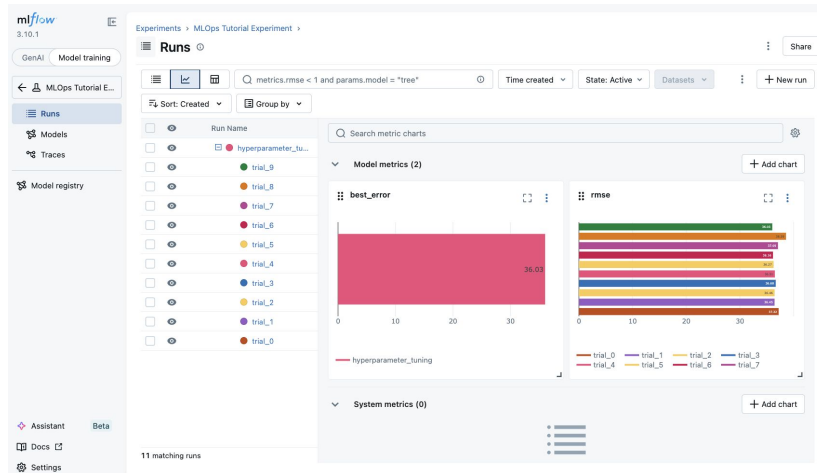 mlflow
3.10.1
GenAI Model training
MLOps Tutorial E...
Runs
Models
Traces
Model registry
Assistant Beta
Docs
Settings
Experiments > MLOps Tutorial Experiment >
Runs
Share
metrics.rmse < 1 and params.model = "tree"
Time created
State: Active
Datasets
+ New run
Sort: Created
Group by
Run Name
hyperparameter_tu...
trial_9
trial_8
trial_7
trial_6
trial_5
trial_4
trial_3
trial_2
trial_1
trial_0
11 matching runs
Search metric charts
Model metrics (2)
+ Add chart
best_error
36.03
0 10 20 30
hyperparameter_tuning
rmse
0 10 20 30
trial_0 trial_1 trial_2 trial_3
trial_4 trial_5 trial_6 trial_7
System metrics (0)
+ Add chart